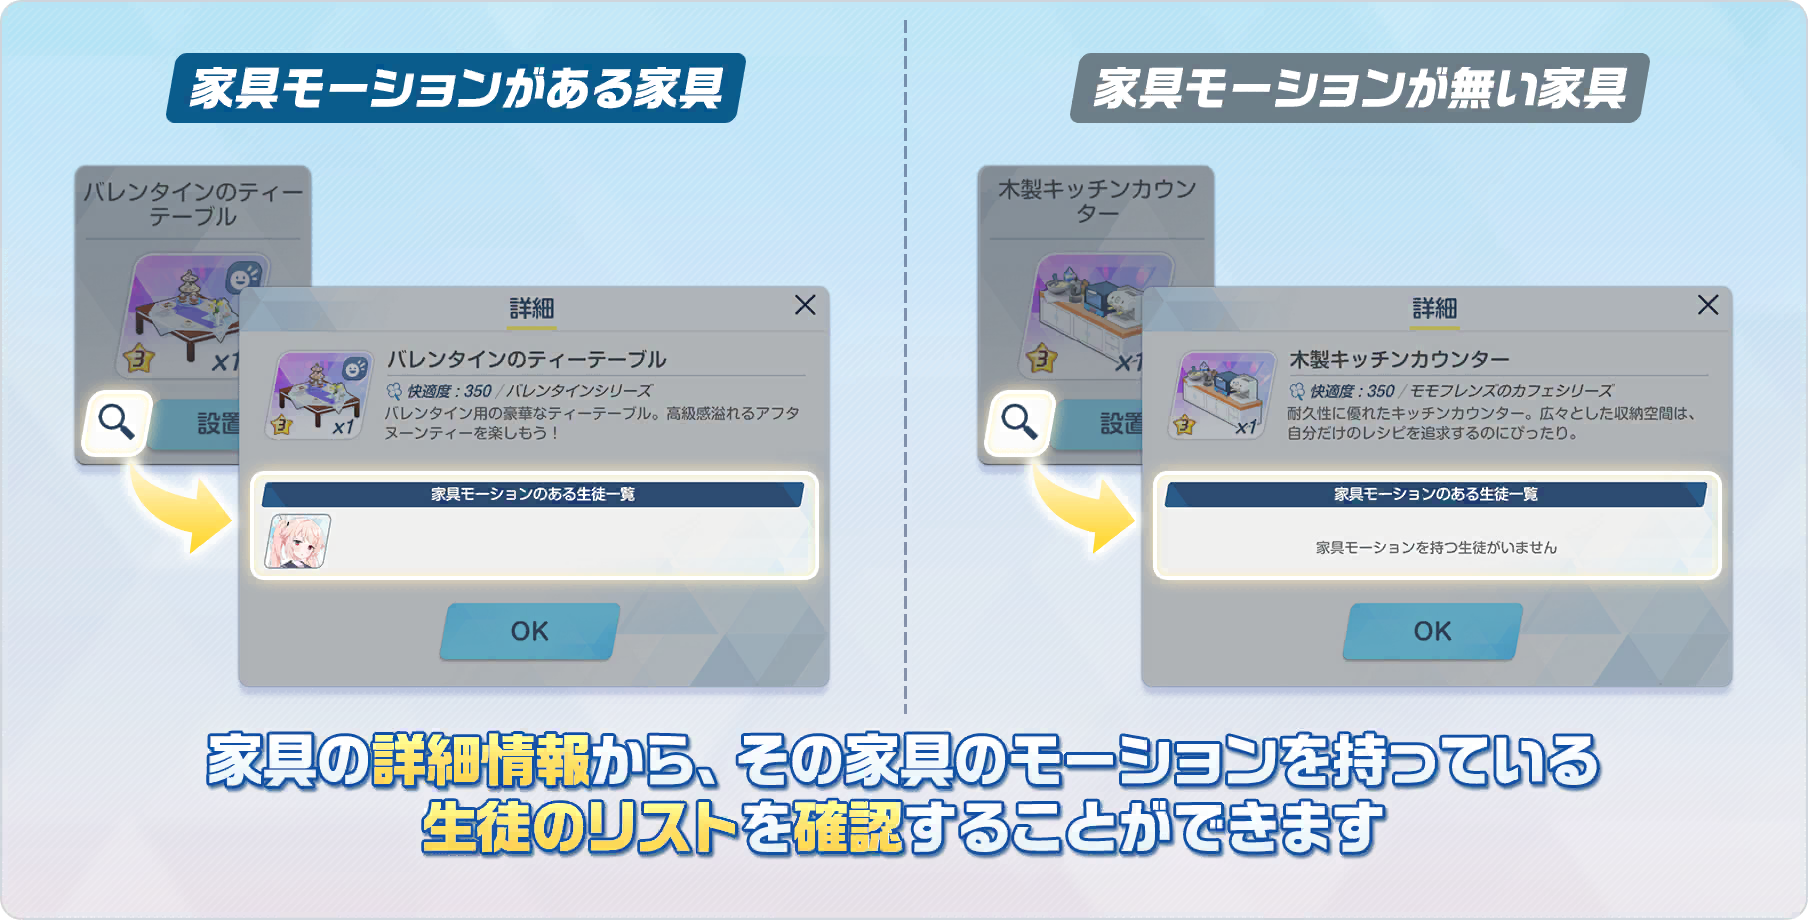 家具モーションがある家具
バレンタインのティー
テーブル
3
x1
設置
詳細
バレンタインのティーテーブル
快適度 : 350 / バレンタインシリーズ
バレンタイン用の豪華なティーテーブル。高級感溢れるアフタ
ヌーンティーを楽しもう！
3
x1
家具モーションのある生徒一覧
OK
家具モーションが無い家具
木製キッチンカウン
ター
3
x1
設置
詳細
木製キッチンカウンター
快適度 : 350 / モモフレンズのカフェシリーズ
耐久性に優れたキッチンカウンター。広々とした収納空間は、
自分だけのレシピを追求するのにぴったり。
3
x1
家具モーションのある生徒一覧
家具モーションを持つ生徒がいません
OK
家具の詳細情報から、その家具のモーションを持っている
生徒のリストを確認することができます